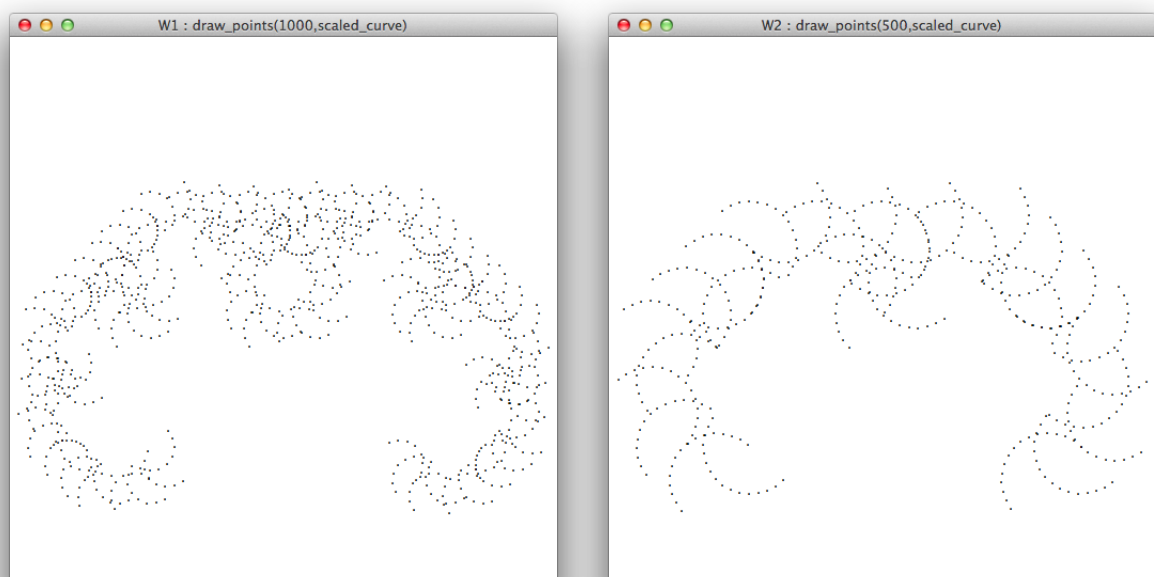 W1 : draw_points(1000,scaled_curve)
W2 : draw_points(500,scaled_curve)